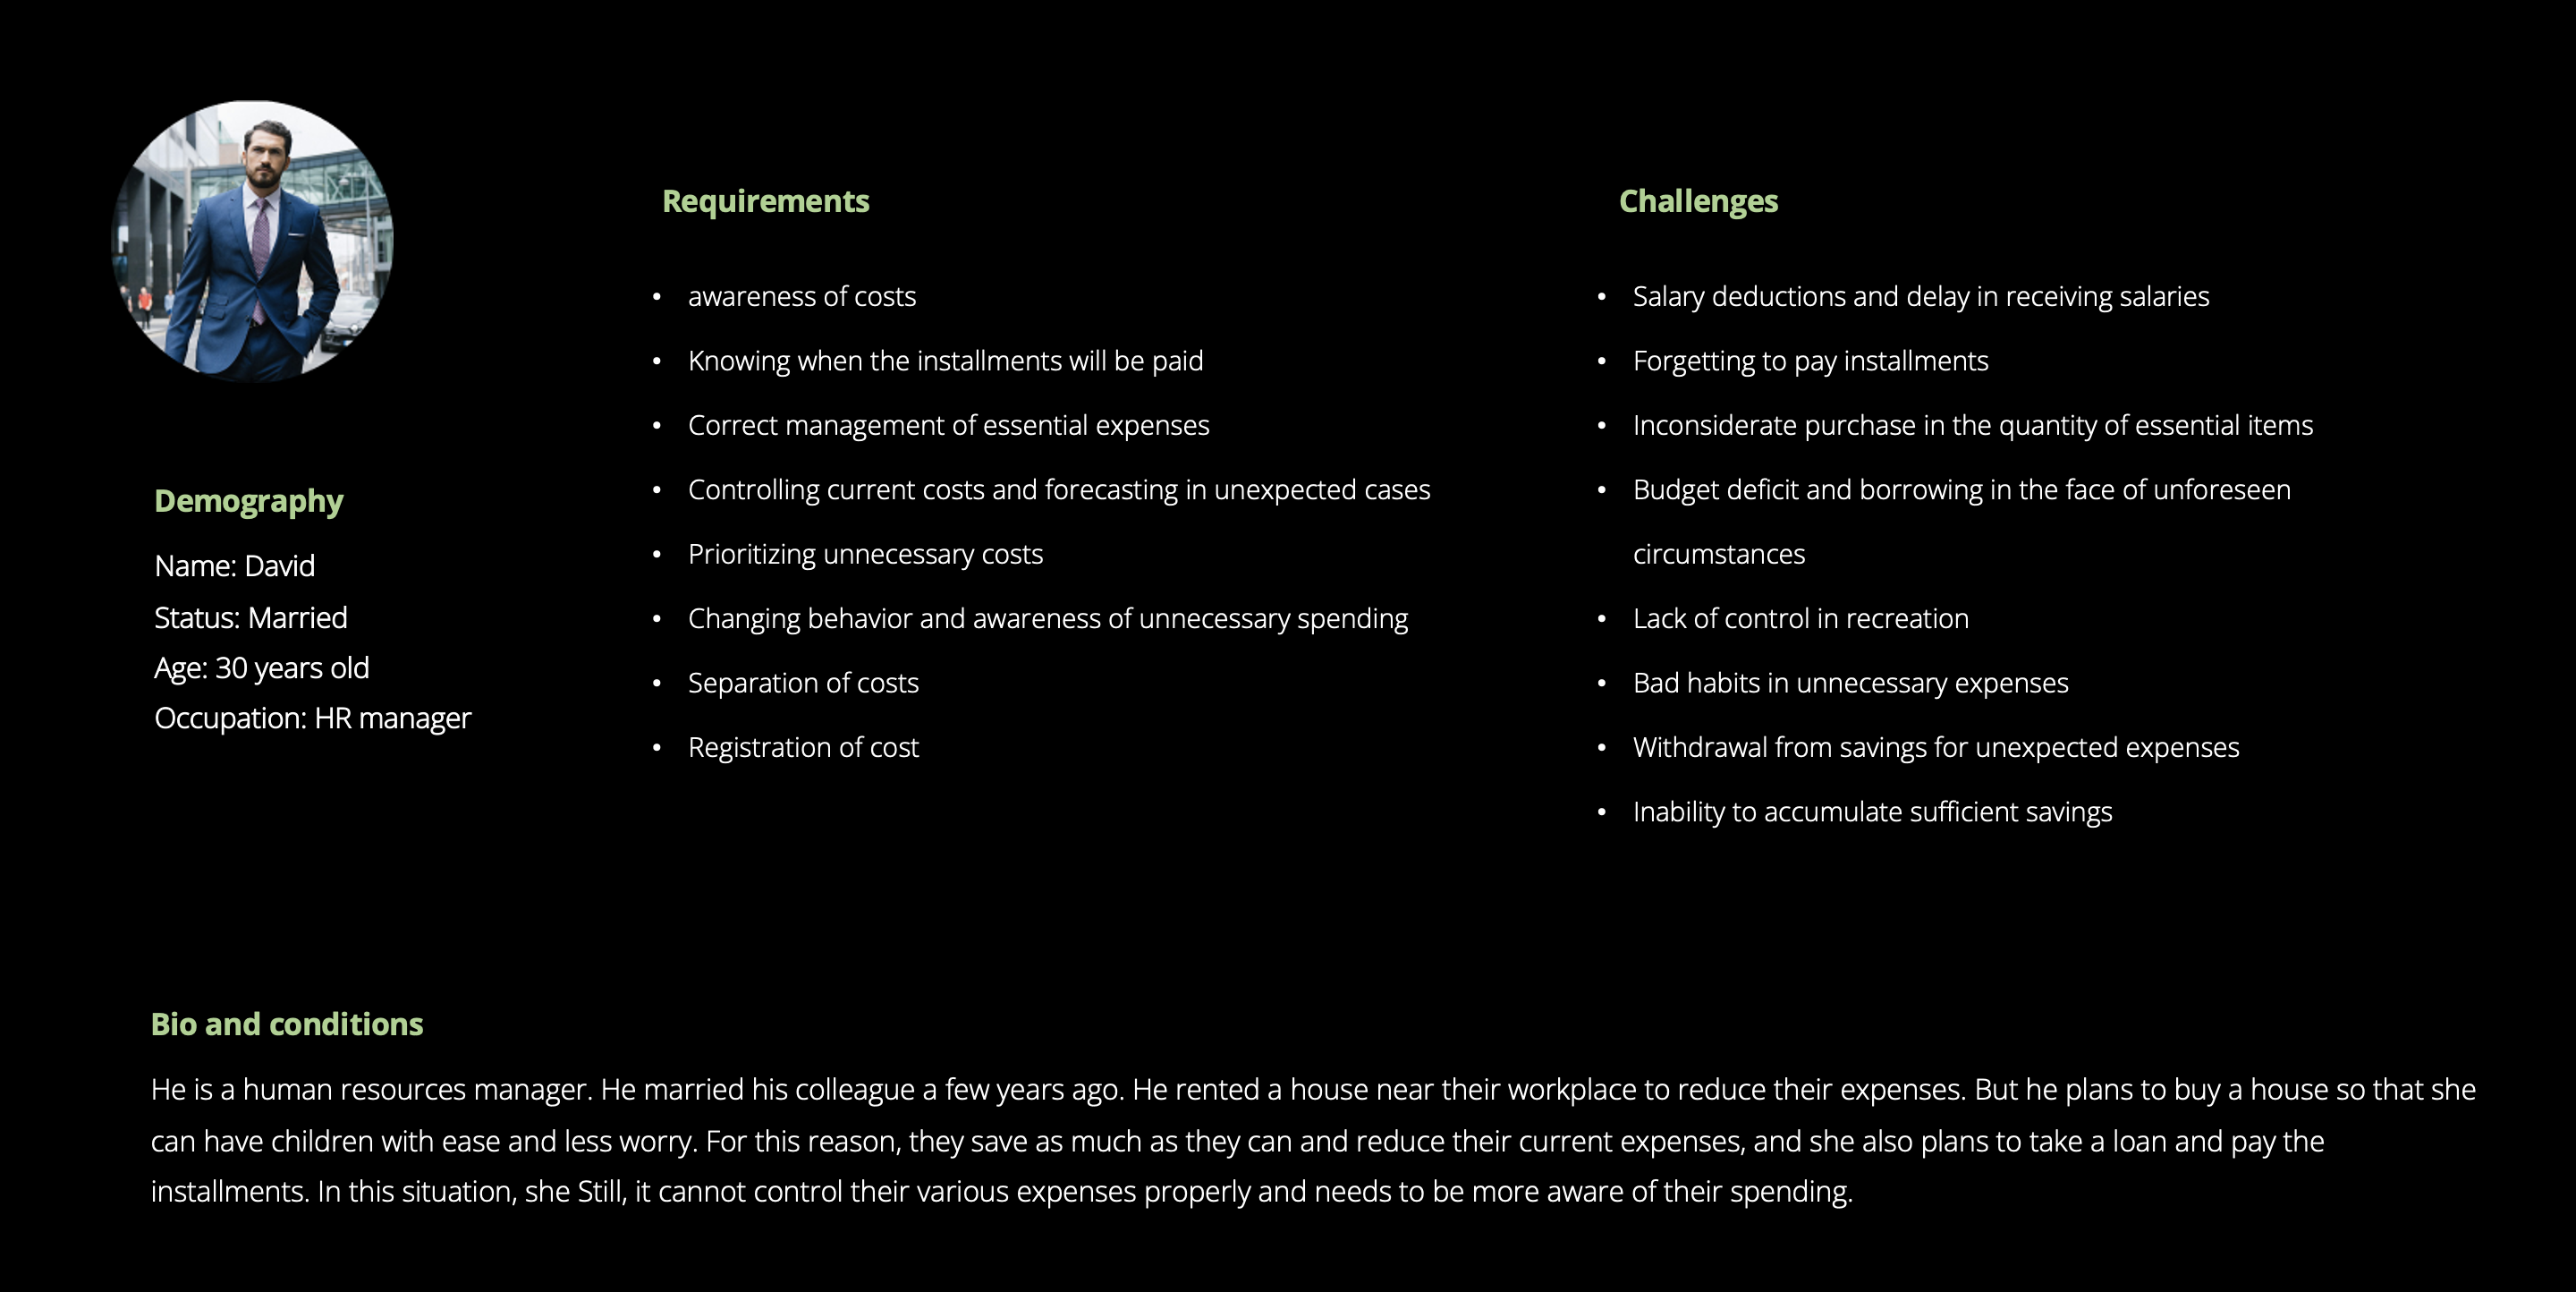 Demography
Name: David
Status: Married
Age: 30 years old
Occupation: HR manager
Requirements
• awareness of costs
• Knowing when the installments will be paid
• Correct management of essential expenses
• Controlling current costs and forecasting in unexpected cases
• Prioritizing unnecessary costs
• Changing behavior and awareness of unnecessary spending
• Separation of costs
• Registration of cost
Challenges
• Salary deductions and delay in receiving salaries
• Forgetting to pay installments
• Inconsiderate purchase in the quantity of essential items
• Budget deficit and borrowing in the face of unforeseen
circumstances
• Lack of control in recreation
• Bad habits in unnecessary expenses
• Withdrawal from savings for unexpected expenses
• Inability to accumulate sufficient savings
Bio and conditions
He is a human resources manager. He married his colleague a few years ago. He rented a house near their workplace to reduce their expenses. But he plans to buy a house so that she
can have children with ease and less worry. For this reason, they save as much as they can and reduce their current expenses, and she also plans to take a loan and pay the
installments. In this situation, she Still, it cannot control their various expenses properly and needs to be more aware of their spending.